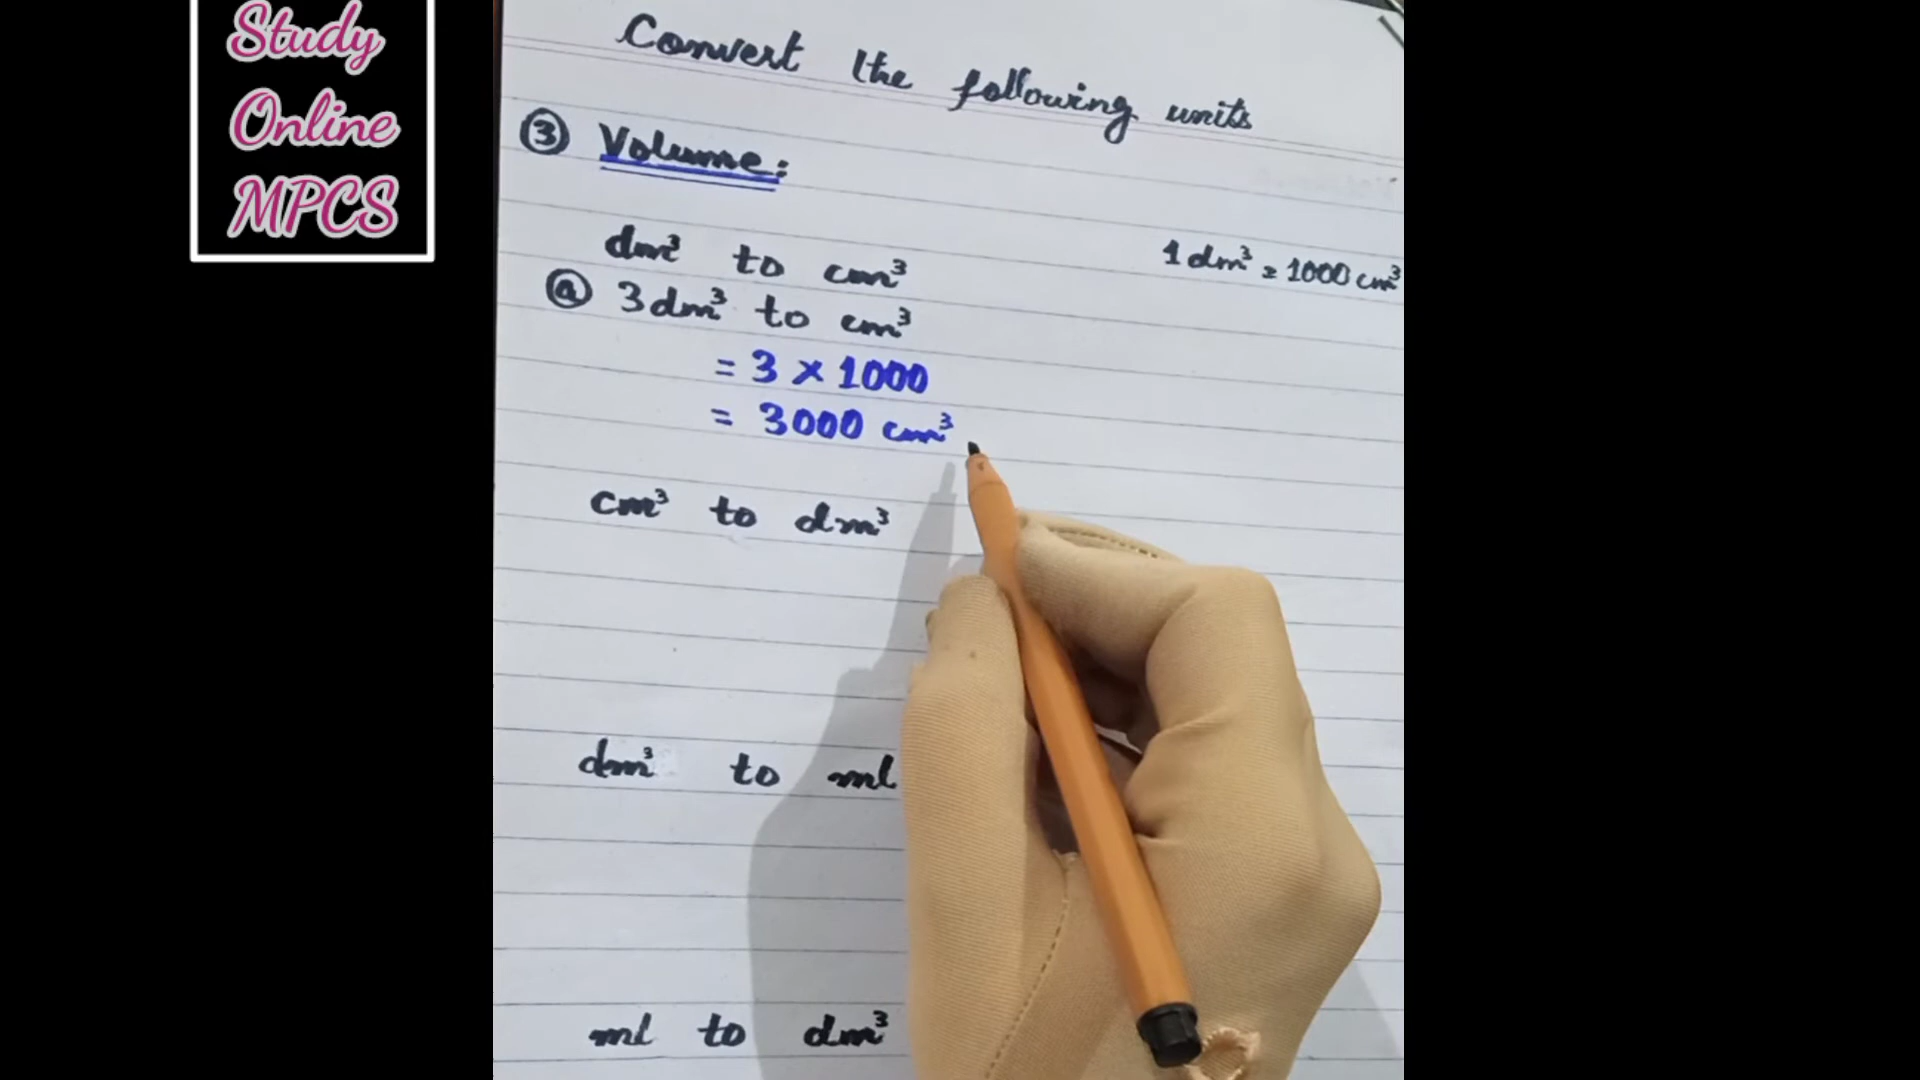 Study
Online
MPCS
Convert the following units
③ Volume:
dm³ to cm³
1 dm³ = 1000 cm³
ⓐ 3dm³ to cm³
= 3 × 1000
= 3000 cm³
cm³ to dm³
dm³ to ml
ml to dm³